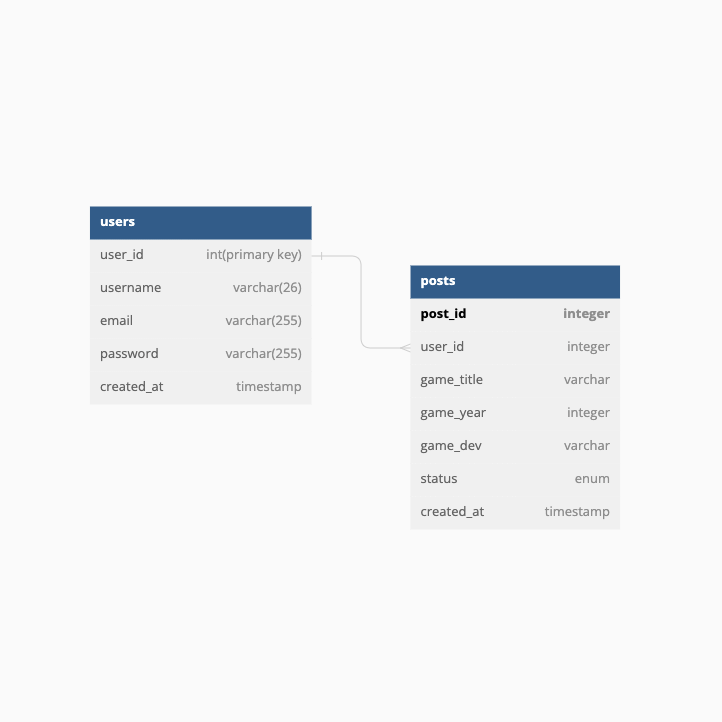 users
user_id int(primary key)
username varchar(26)
email varchar(255)
password varchar(255)
created_at timestamp
posts
post_id integer
user_id integer
game_title varchar
game_year integer
game_dev varchar
status enum
created_at timestamp